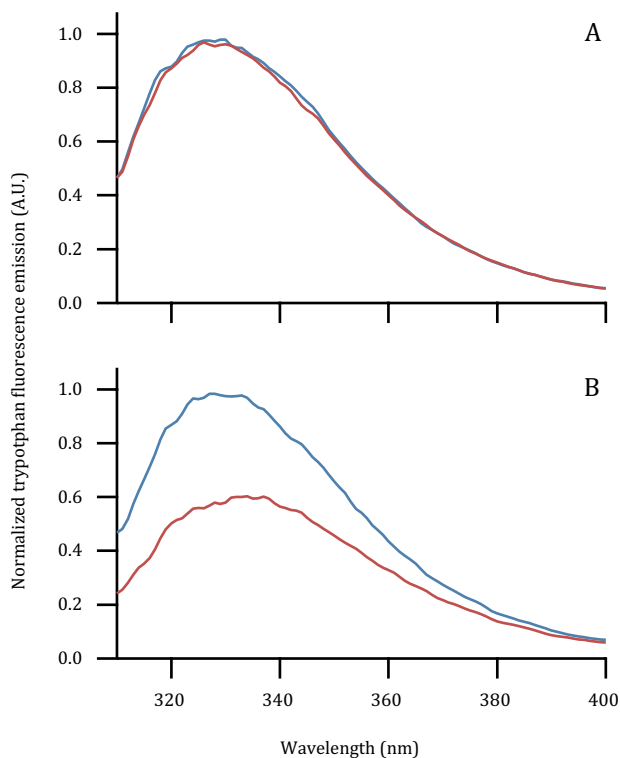 A
1.0
0.8
0.6
0.4
0.2
0.0
Normalized trypotphan fluorescence emission (A.U.)
B
1.0
0.8
0.6
0.4
0.2
0.0
320 340 360 380 400
Wavelength (nm)